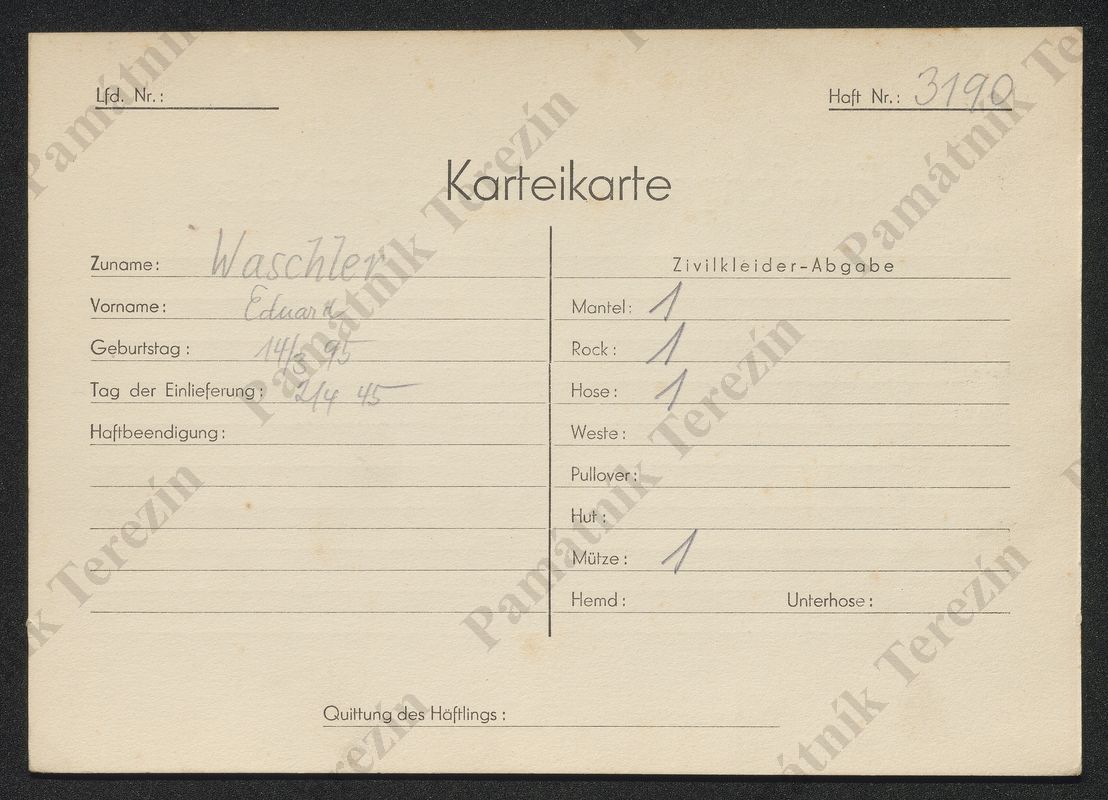 Lfd. Nr.:
Haft Nr.: 3190
Karteikarte
Zuname: Waschler
Vorname: Eduard
Geburtstag: 14/3 95
Tag der Einlieferung: 2/4 45
Haftbeendigung:
Zivilkleider-Abgabe
Mantel: 1
Rock: 1
Hose: 1
Weste:
Pullover:
Hut:
Mütze: 1
Hemd: Unterhose:
Quittung des Häftlings:
Památník Terezín